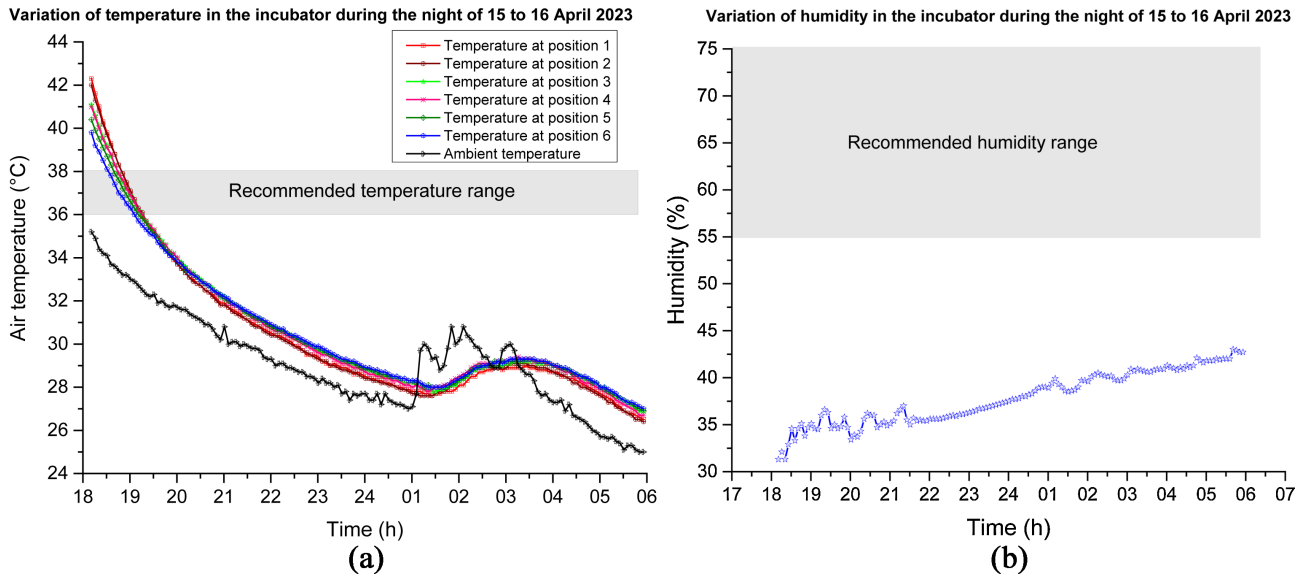 Variation of temperature in the incubator during the night of 15 to 16 April 2023
44
42
40
38
36
34
32
30
28
26
24
Air temperature (°C)
Temperature at position 1
Temperature at position 2
Temperature at position 3
Temperature at position 4
Temperature at position 5
Temperature at position 6
Ambient temperature
Recommended temperature range
18 19 20 21 22 23 24 01 02 03 04 05 06
Time (h)
(a)
Variation of humidity in the incubator during the night of 15 to 16 April 2023
75
70
65
60
55
50
45
40
35
30
Humidity (%)
Recommended humidity range
17 18 19 20 21 22 23 24 01 02 03 04 05 06 07
Time (h)
(b)